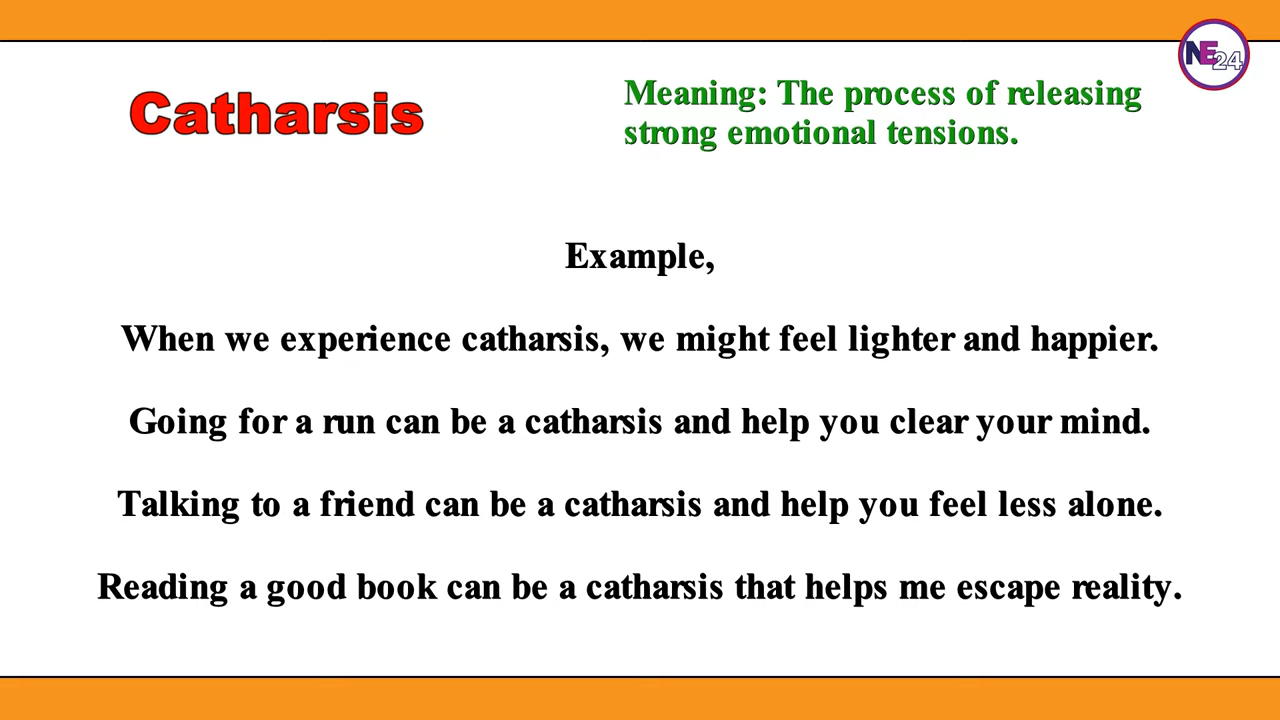 NE24
Catharsis
Meaning: The process of releasing
strong emotional tensions.
Example,
When we experience catharsis, we might feel lighter and happier.
Going for a run can be a catharsis and help you clear your mind.
Talking to a friend can be a catharsis and help you feel less alone.
Reading a good book can be a catharsis that helps me escape reality.